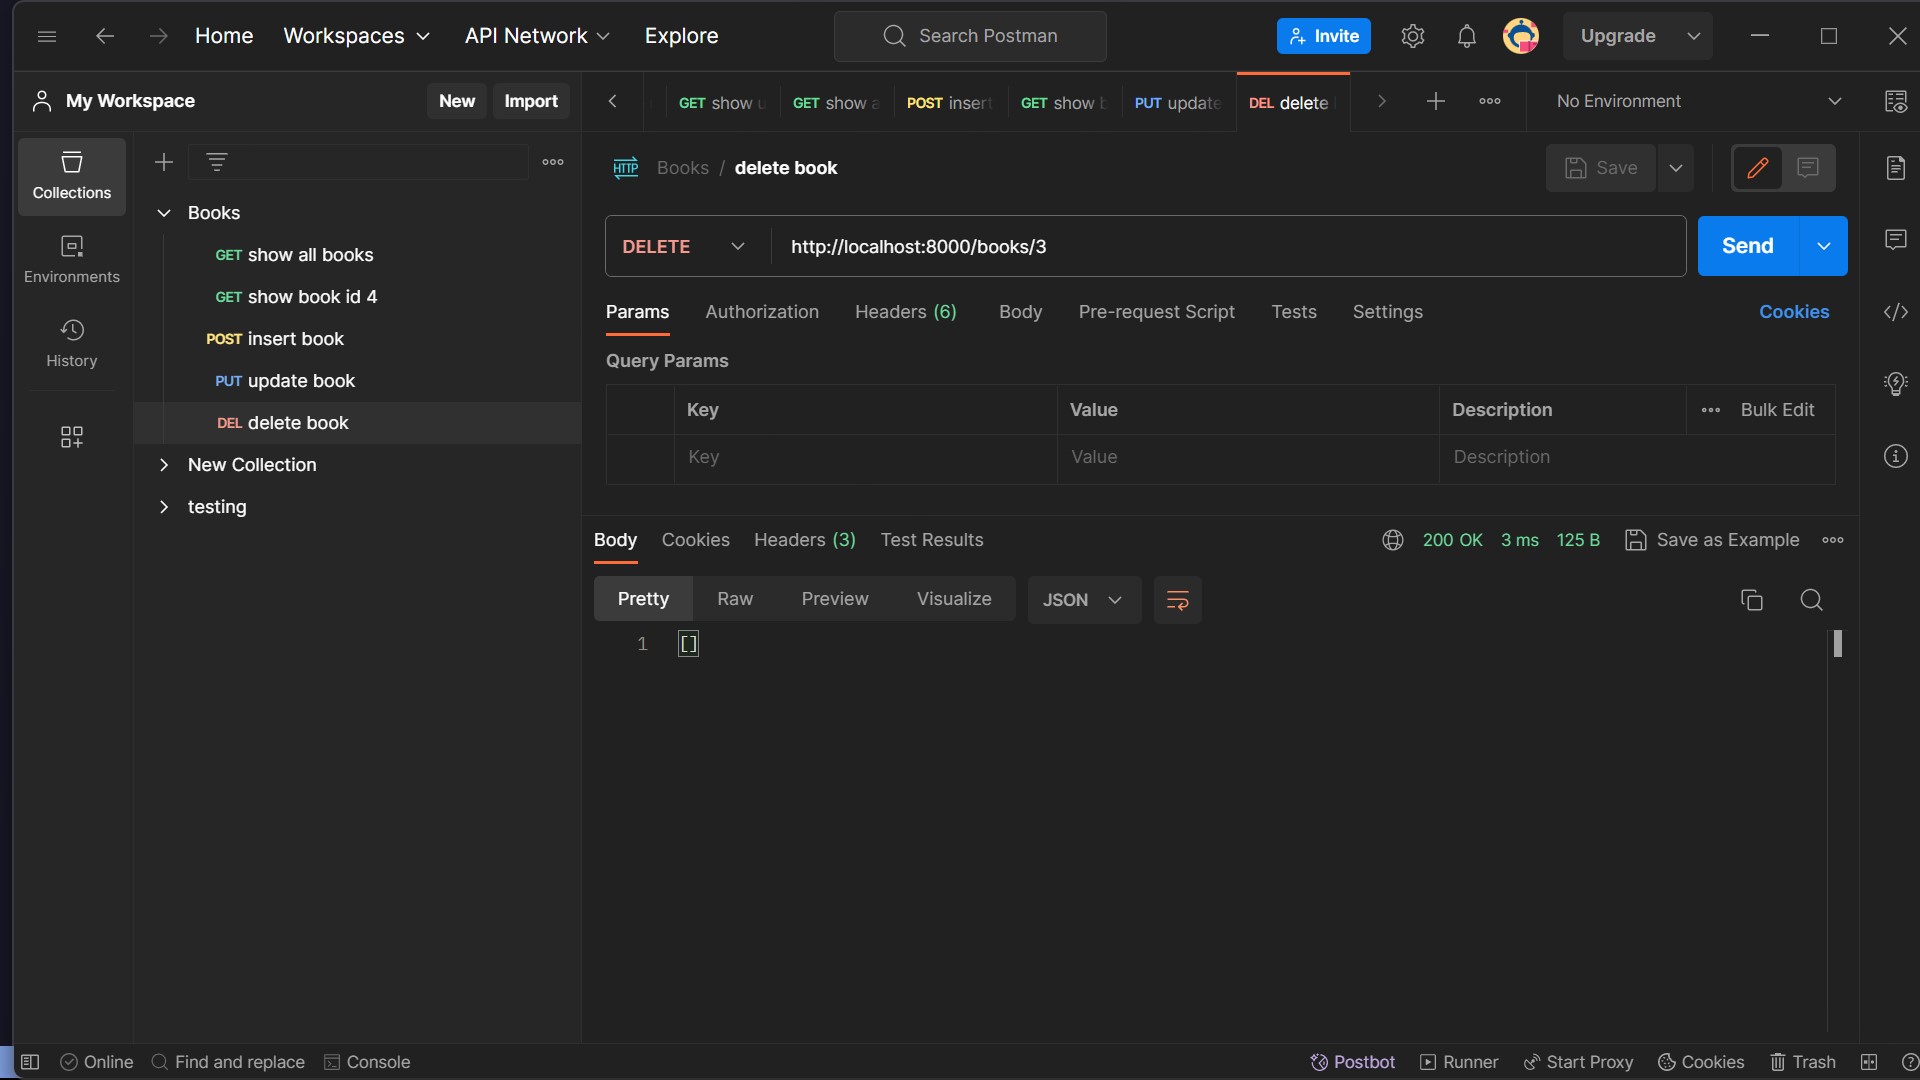 Home
Workspaces
API Network
Explore
Search Postman
Invite
Upgrade
My Workspace
New
Import
GET show
GET show
POST insert
GET show
PUT update
DEL delete
No Environment
Collections
Environments
History
Books
GET show all books
GET show book id 4
POST insert book
PUT update book
DEL delete book
New Collection
testing
HTTP
Books / delete book
Save
DELETE
http://localhost:8000/books/3
Send
Params
Authorization
Headers (6)
Body
Pre-request Script
Tests
Settings
Cookies
Query Params
Key
Value
Description
Bulk Edit
Key
Value
Description
Body
Cookies
Headers (3)
Test Results
200 OK
3 ms
125 B
Save as Example
Pretty
Raw
Preview
Visualize
JSON
1
[]
Online
Find and replace
Console
Postbot
Runner
Start Proxy
Cookies
Trash